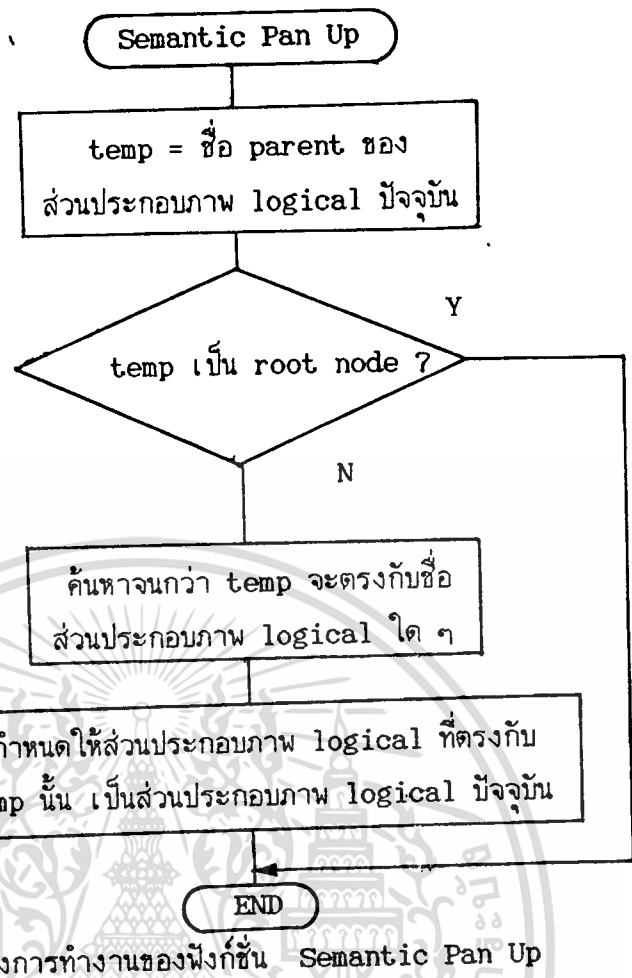 Semantic Pan Up
temp = ชื่อ parent ของ
ส่วนประกอบภาพ logical ปัจจุบัน
Y
temp เป็น root node ?
N
ค้นหาจนกว่า temp จะตรงกับชื่อ
ส่วนประกอบภาพ logical ใด ๆ
กำหนดให้ส่วนประกอบภาพ logical ที่ตรงกับ
mp นั้น เป็นส่วนประกอบภาพ logical ปัจจุบัน
END
งการทำงานของฟังก์ชั่น Semantic Pan Up